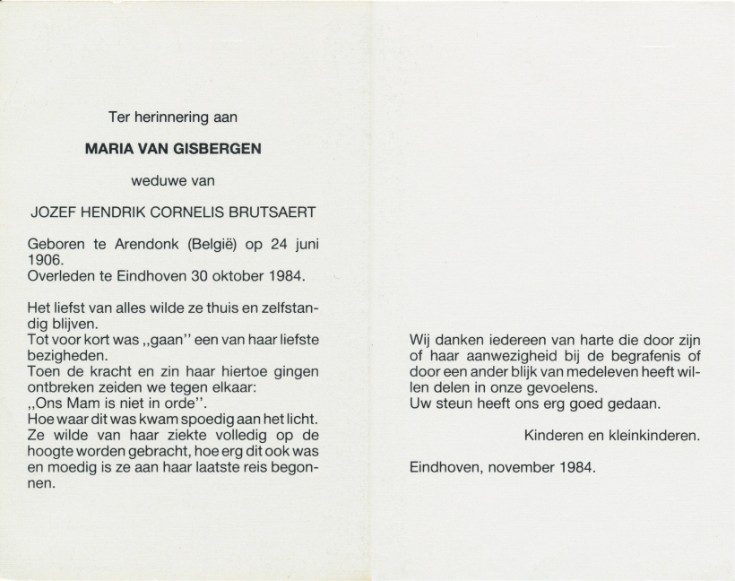 Ter herinnering aan
MARIA VAN GISBERGEN
weduwe van
JOZEF HENDRIK CORNELIS BRUTSAERT
Geboren te Arendonk (België) op 24 juni
1906.
Overleden te Eindhoven 30 oktober 1984.
Het liefst van alles wilde ze thuis en zelfstan-
dig blijven.
Tot voor kort was ,,gaan'' een van haar liefste
bezigheden.
Toen de kracht en zin haar hiertoe gingen
ontbreken zeiden we tegen elkaar:
,,Ons Mam is niet in orde''.
Hoe waar dit was kwam spoedig aan het licht.
Ze wilde van haar ziekte volledig op de
hoogte worden gebracht, hoe erg dit ook was
en moedig is ze aan haar laatste reis begon-
nen.
Wij danken iedereen van harte die door zijn
of haar aanwezigheid bij de begrafenis of
door een ander blijk van medeleven heeft wil-
len delen in onze gevoelens.
Uw steun heeft ons erg goed gedaan.
Kinderen en kleinkinderen.
Eindhoven, november 1984.